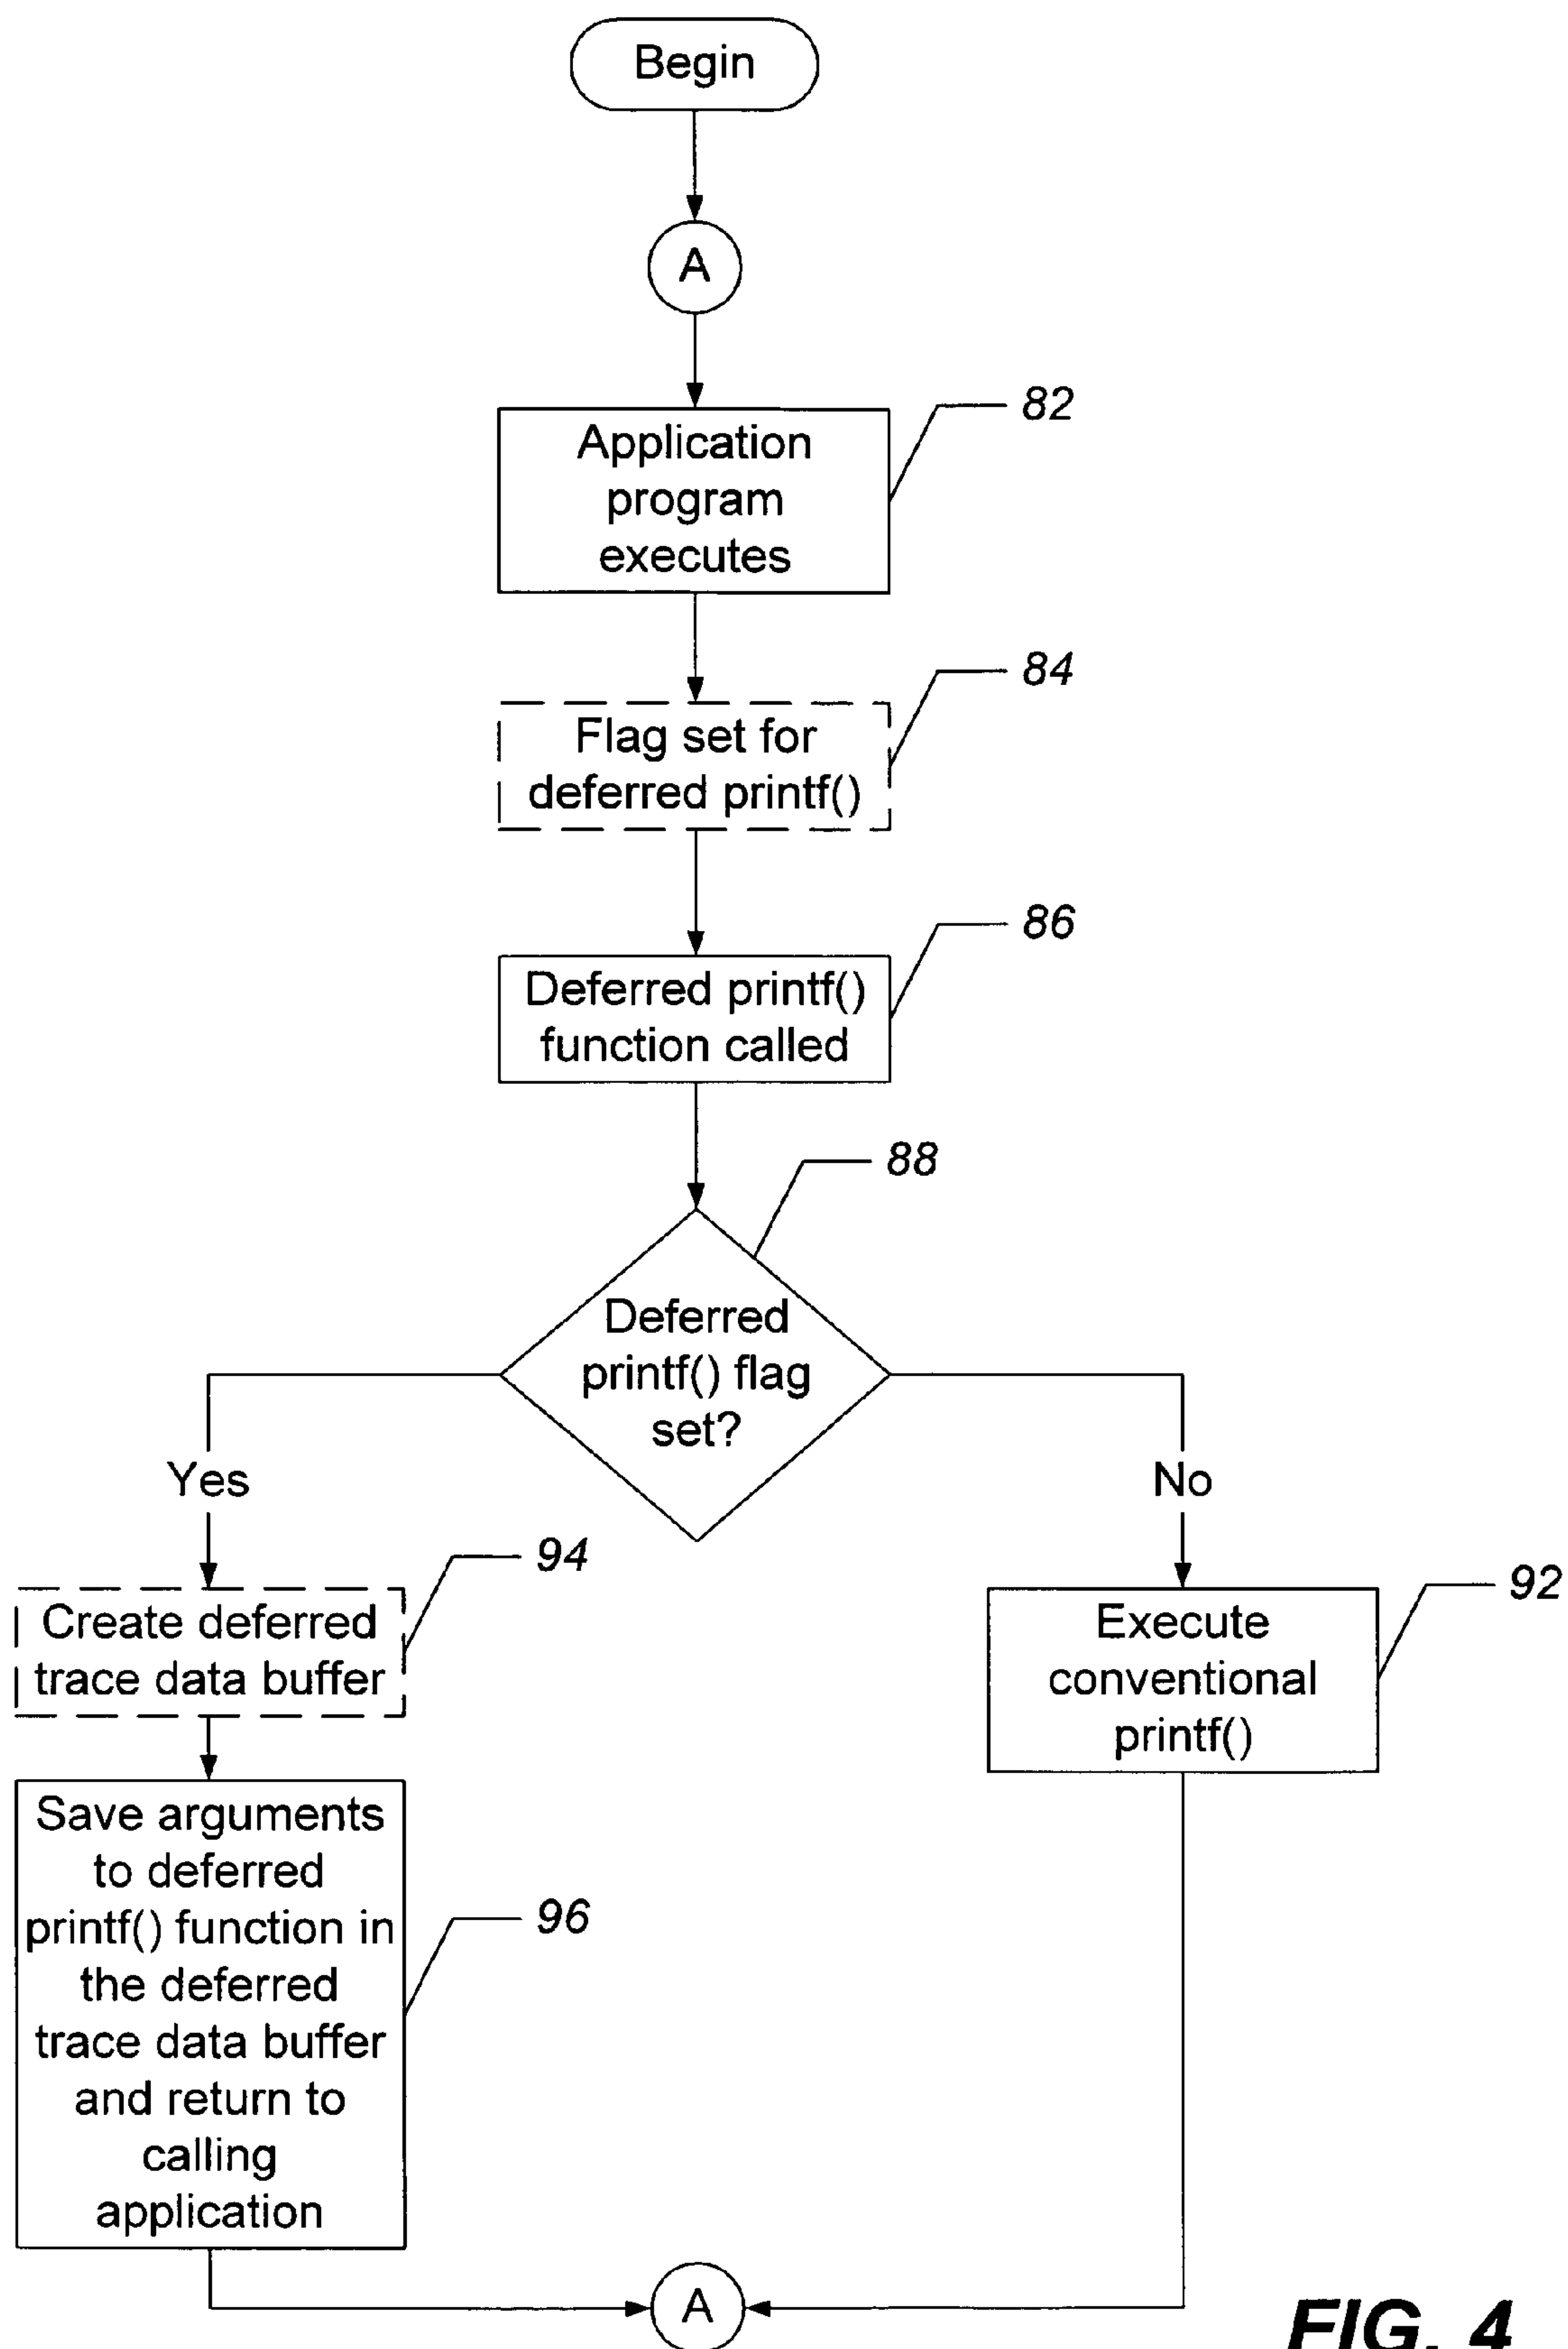 Begin
A
82
Application
program
executes
84
Flag set for
deferred printf()
86
Deferred printf()
function called
88
Deferred
printf() flag
set?
Yes
No
94
Create deferred
trace data buffer
92
Execute
conventional
printf()
Save arguments
to deferred
printf() function in
the deferred
trace data buffer
and return to
calling
application
96
A
FIG. 4